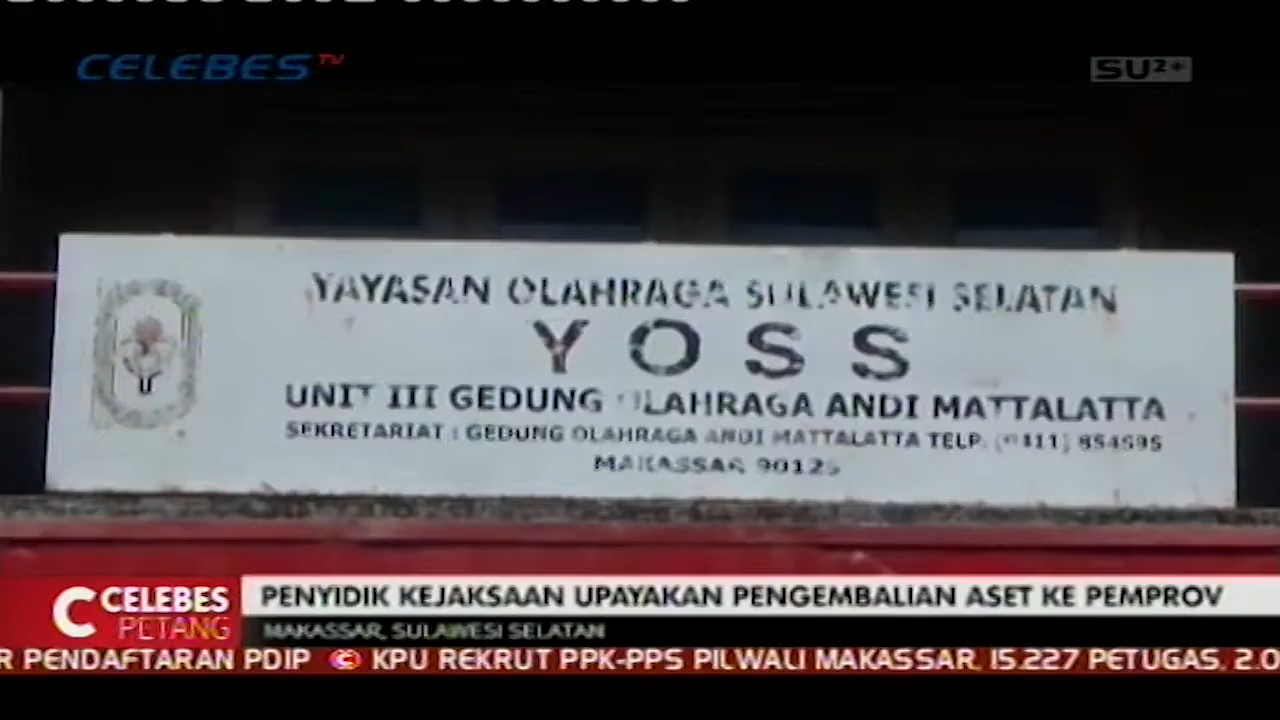 CELEBES TV
SU2+
YAYASAN OLAHRAGA SULAWESI SELATAN
YOSS
UNIT III GEDUNG OLAHRAGA ANDI MATTALATTA
SEKRETARIAT : GEDUNG OLAHRAGA ANDI MATTALATTA TELP. (0411) 854595
MAKASSAR 90125
C CELEBES PETANG
PENYIDIK KEJAKSAAN UPAYAKAN PENGEMBALIAN ASET KE PEMPROV
MAKASSAR, SULAWESI SELATAN
R PENDAFTARAN PDIP C KPU REKRUT PPK-PPS PILWALI MAKASSAR, 15.227 PETUGAS. 2.0